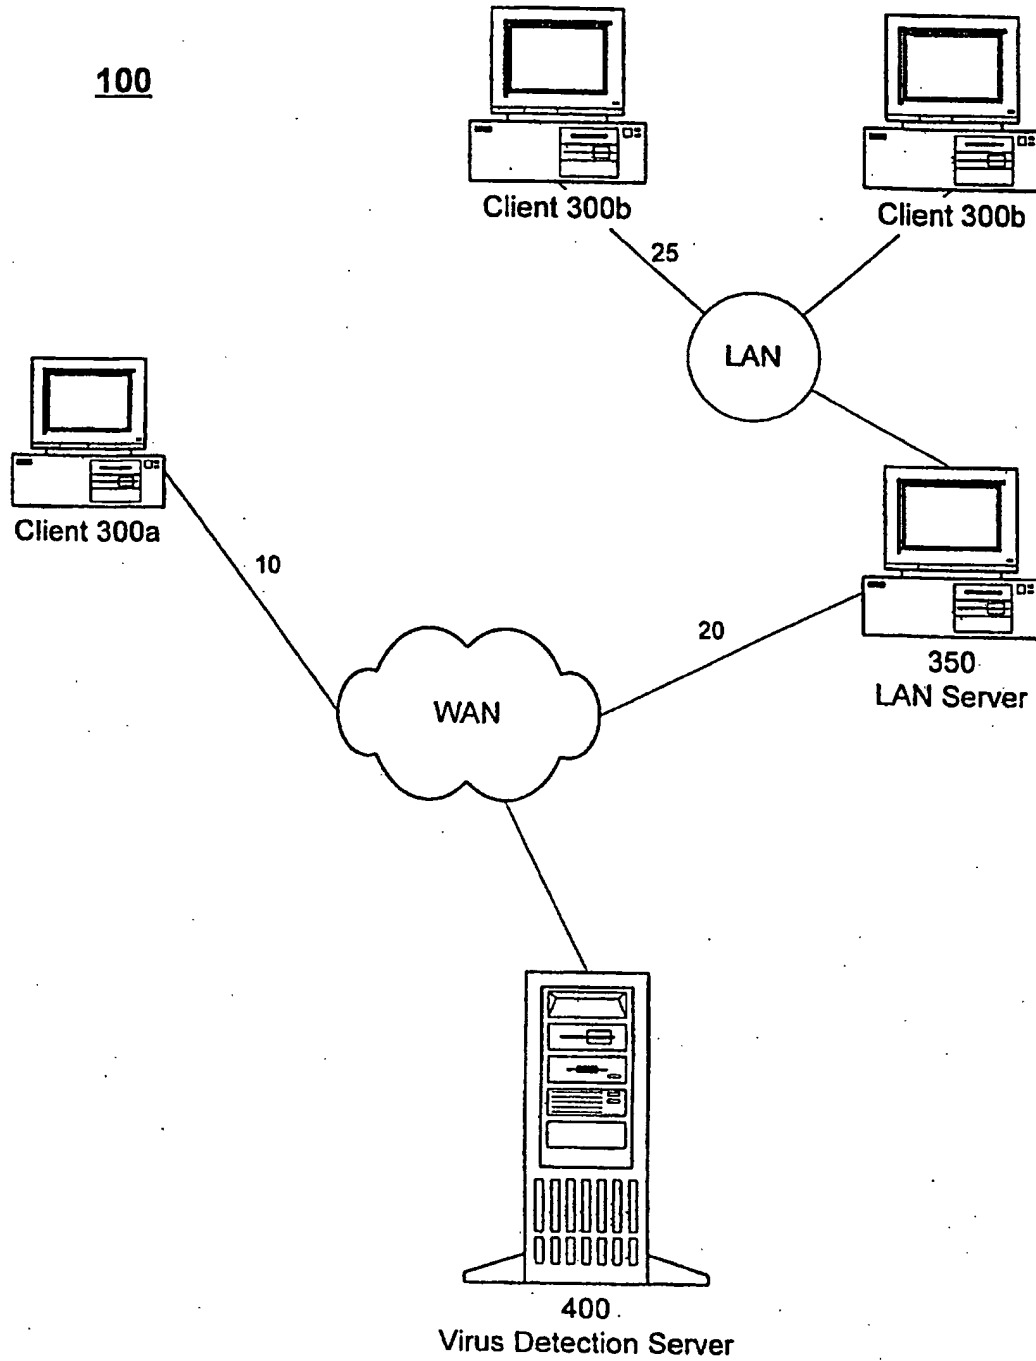 100
Client 300b
Client 300b
25
LAN
Client 300a
10
20
350
LAN Server
WAN
400
Virus Detection Server